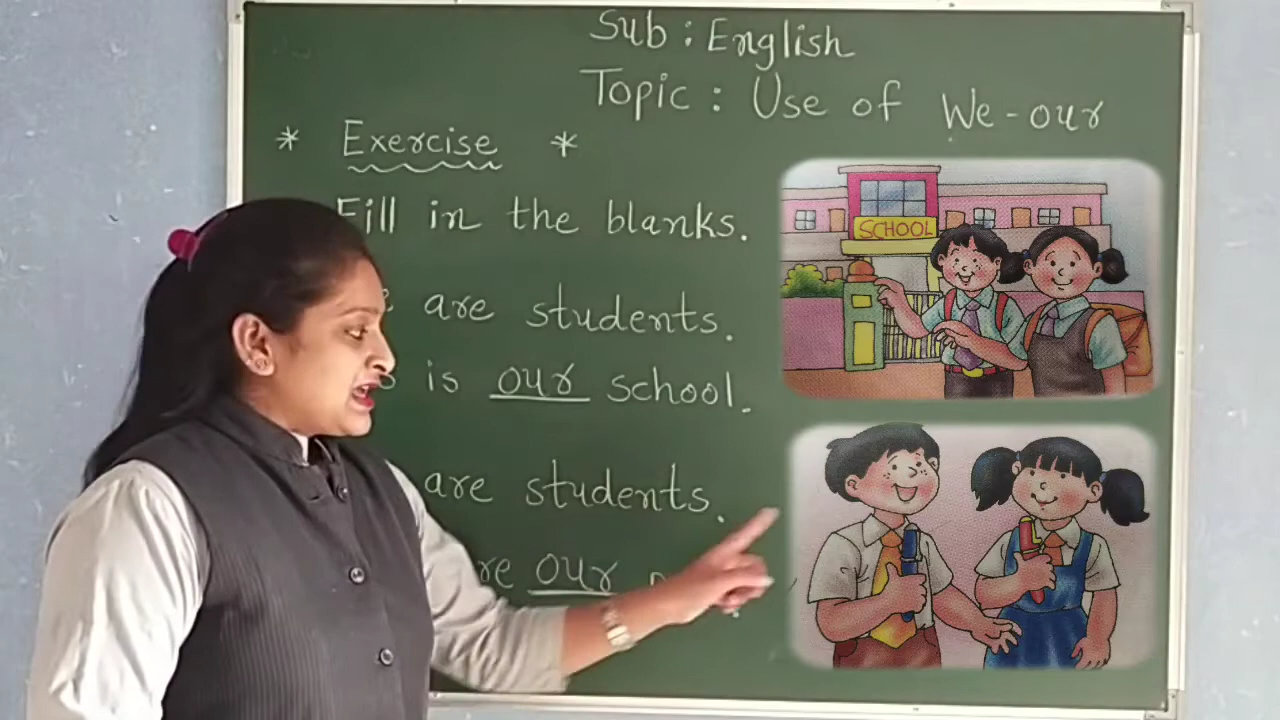 Sub : English
Topic : Use of We - our
* Exercise *
Fill in the blanks.
are students.
is our school.
are students.
our
SCHOOL